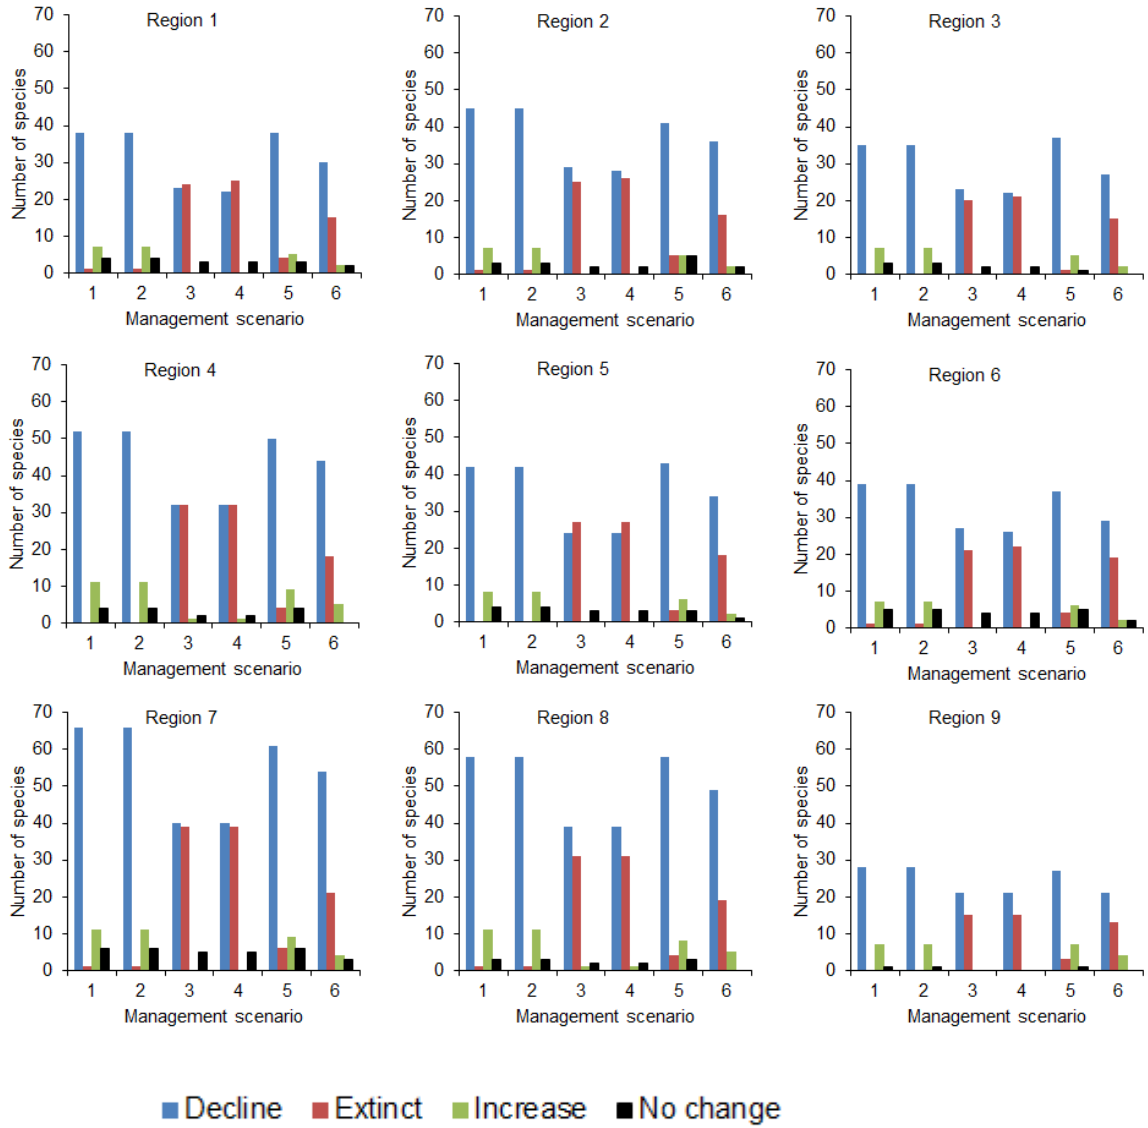 Region 1
Number of species
70
60
50
40
30
20
10
0
1 2 3 4 5 6
Management scenario
Region 2
Number of species
70
60
50
40
30
20
10
0
1 2 3 4 5 6
Management scenario
Region 3
Number of species
70
60
50
40
30
20
10
0
1 2 3 4 5 6
Management scenario
Region 4
Number of species
70
60
50
40
30
20
10
0
1 2 3 4 5 6
Management scenario
Region 5
Number of species
70
60
50
40
30
20
10
0
1 2 3 4 5 6
Management scenario
Region 6
Number of species
70
60
50
40
30
20
10
0
1 2 3 4 5 6
Management scenario
Region 7
Number of species
70
60
50
40
30
20
10
0
1 2 3 4 5 6
Management scenario
Region 8
Number of species
70
60
50
40
30
20
10
0
1 2 3 4 5 6
Management scenario
Region 9
Number of species
70
60
50
40
30
20
10
0
1 2 3 4 5 6
Management scenario
Decline Extinct Increase No change